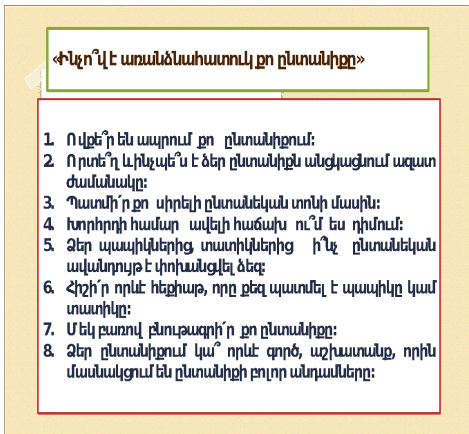 «Ինչո՞վ է առանձնահատուկ քո ընտանիքը»
1. Ովքե՞ր են ապրում քո ընտանիքում:
2. Որտե՞ղ և ինչպե՞ս է ձեր ընտանիքն անցկացնում ազատ
ժամանակը:
3. Պատմի՛ր քո սիրելի ընտանեկան տոնի մասին:
4. Խորհրդի համար ավելի հաճախ ու՞մ ես դիմում:
5. Ձեր պապիկներից, տատիկներից ի՞նչ ընտանեկան
ավանդույթ է փոխանցվել ձեզ:
6. Հիշի՛ր որևէ հեքիաթ, որը քեզ պատմել է պապիկը կամ
տատիկը:
7. Մեկ բառով բնութագրի՛ր քո ընտանիքը:
8. Ձեր ընտանիքում կա՞ որևէ գործ, աշխատանք, որին
մասնակցում են ընտանիքի բոլոր անդամները: